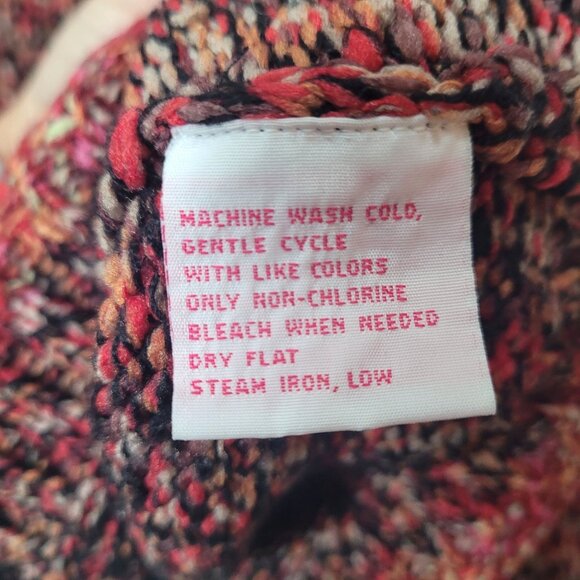 MACHINE WASH COLD,
GENTLE CYCLE
WITH LIKE COLORS
ONLY NON-CHLORINE
BLEACH WHEN NEEDED
DRY FLAT
STEAM IRON, LOW